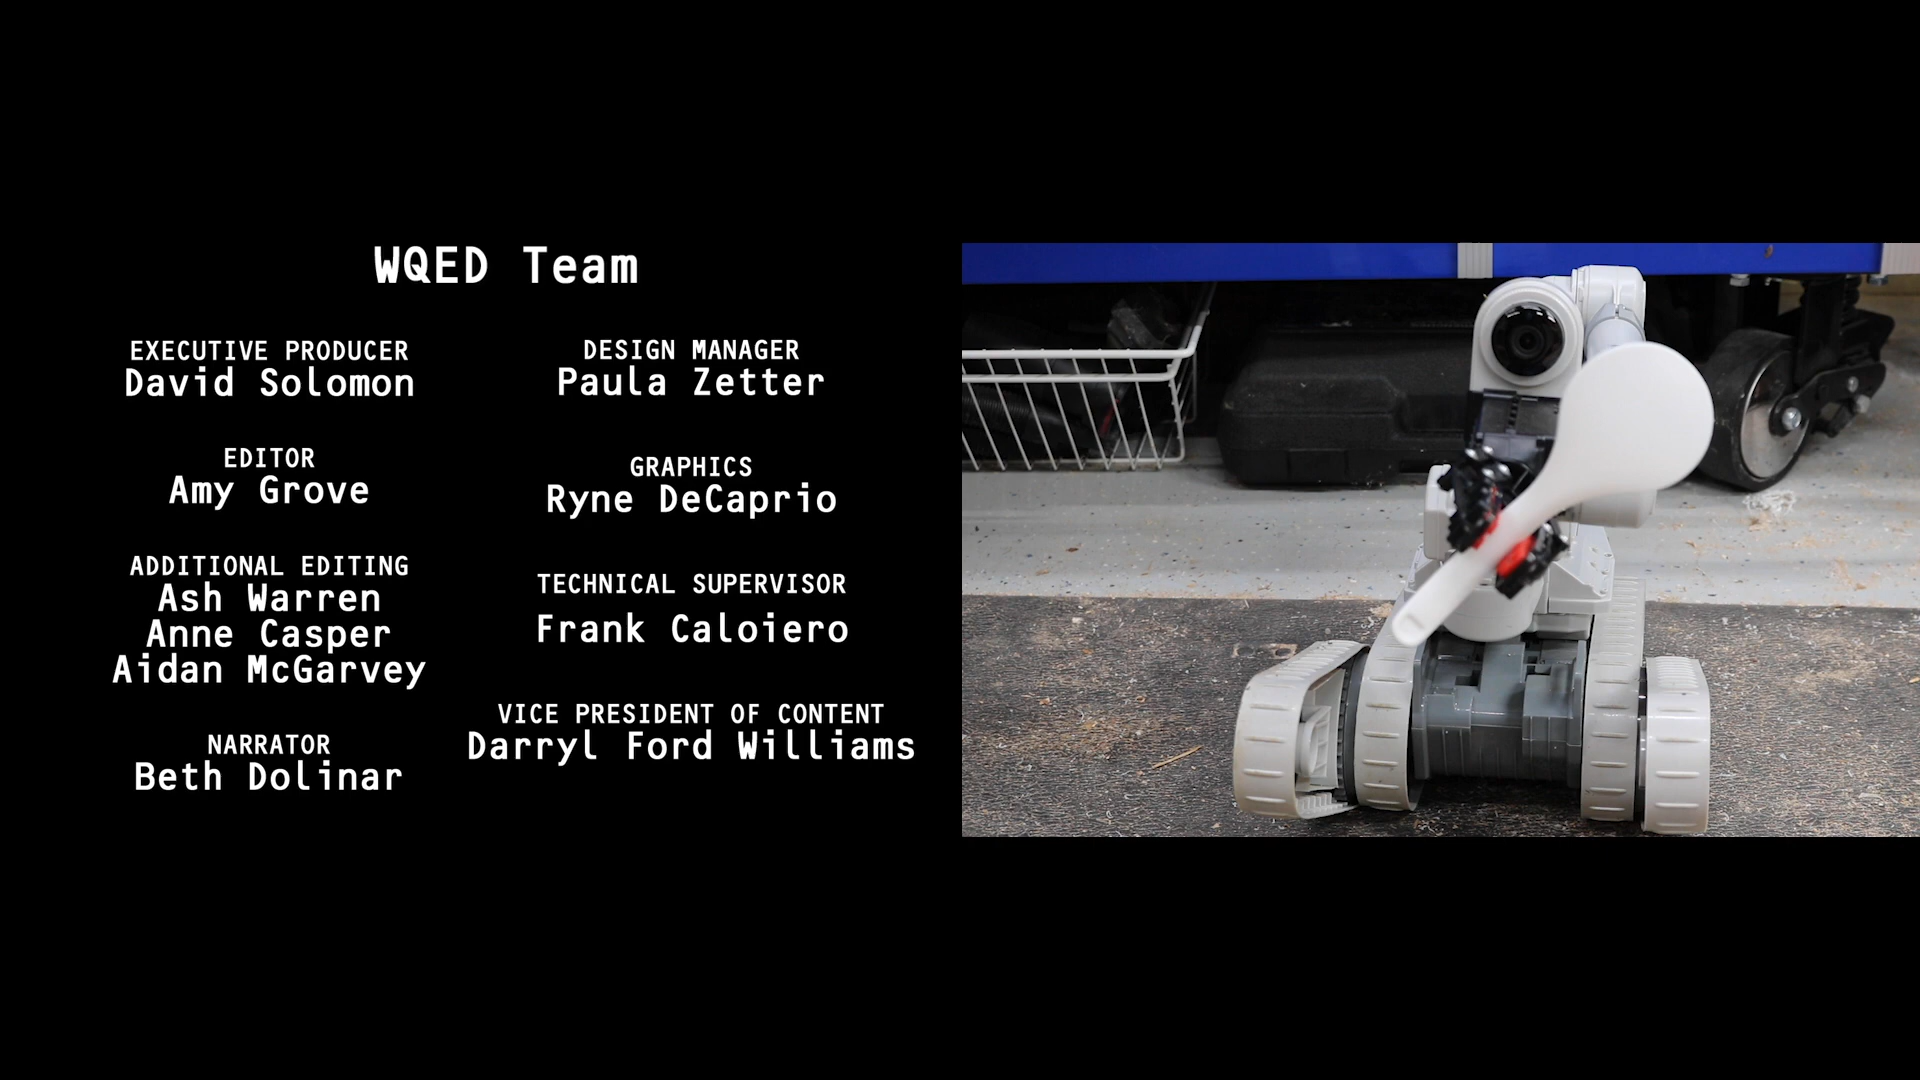 WQED Team
EXECUTIVE PRODUCER
David Solomon
EDITOR
Amy Grove
ADDITIONAL EDITING
Ash Warren
Anne Casper
Aidan McGarvey
NARRATOR
Beth Dolinar
DESIGN MANAGER
Paula Zetter
GRAPHICS
Ryne DeCaprio
TECHNICAL SUPERVISOR
Frank Caloiero
VICE PRESIDENT OF CONTENT
Darryl Ford Williams